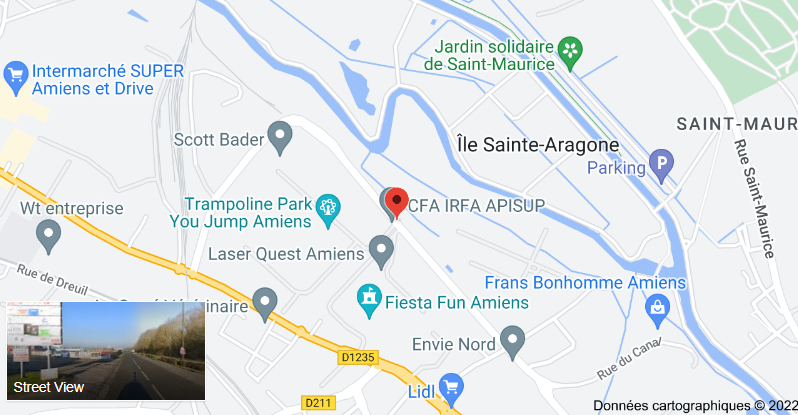 Jardin solidaire
de Saint-Maurice
Intermarché SUPER
Amiens et Drive
SAINT-MAUR
Scott Bader
Île Sainte-Aragone
Parking
Rue Saint-Maurice
Trampoline Park
You Jump Amiens
CFA IRFA APISUP
Wt entreprise
Laser Quest Amiens
Rue de Dreuil
Frans Bonhomme Amiens
Fiesta Fun Amiens
Envie Nord
Rue du Canal
D1235
Lidl
D211
Street View
Données cartographiques © 2022